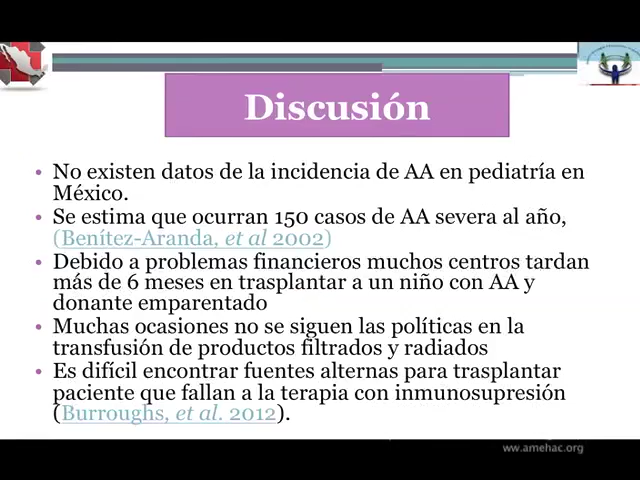 Discusión
• No existen datos de la incidencia de AA en pediatría en
México.
• Se estima que ocurran 150 casos de AA severa al año,
(Benítez-Aranda, et al 2002)
• Debido a problemas financieros muchos centros tardan
más de 6 meses en trasplantar a un niño con AA y
donante emparentado
• Muchas ocasiones no se siguen las políticas en la
transfusión de productos filtrados y radiados
• Es difícil encontrar fuentes alternas para trasplantar
paciente que fallan a la terapia con inmunosupresión
(Burroughs, et al. 2012).
ww.amehac.org